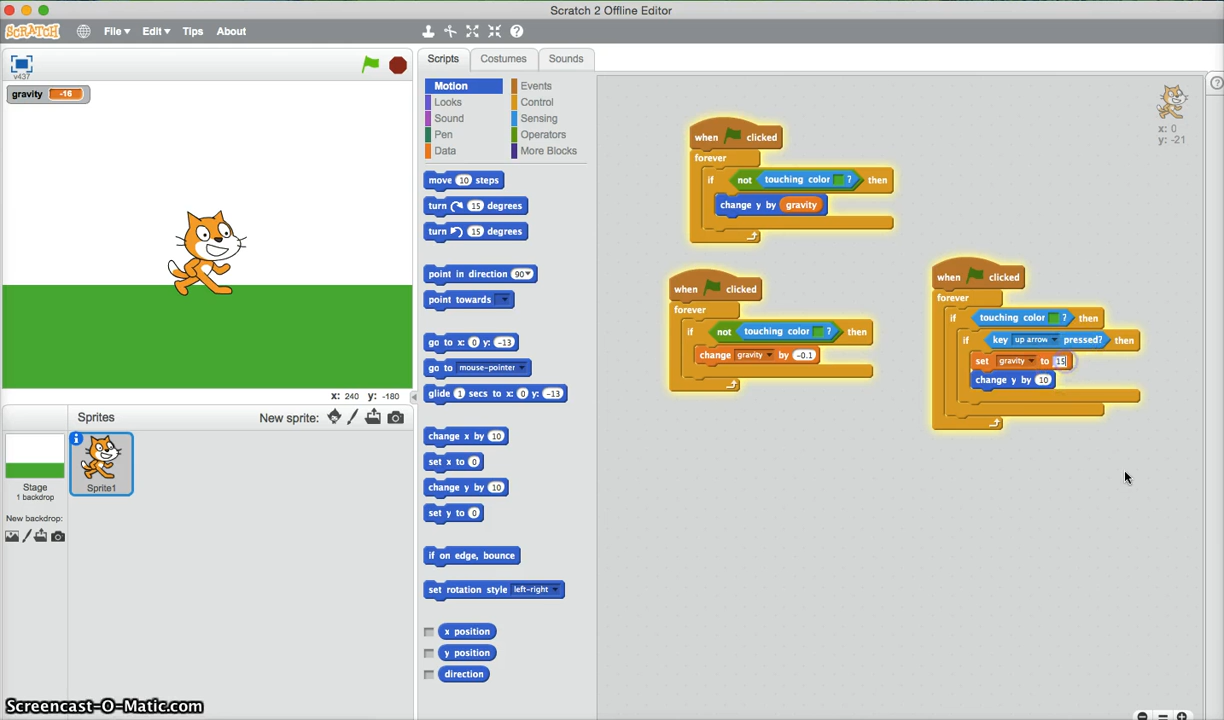 Scratch 2 Offline Editor
SCRATCH File Edit Tips About
v437
gravity -16
x: 240 y: -180
Sprites New sprite:
Stage
1 backdrop
New backdrop:
Sprite1
Scripts Costumes Sounds
Motion Events
Looks Control
Sound Sensing
Pen Operators
Data More Blocks
move 10 steps
turn 15 degrees
turn 15 degrees
point in direction 90
point towards
go to x: 0 y: -13
go to mouse-pointer
glide 1 secs to x: 0 y: -13
change x by 10
set x to 0
change y by 10
set y to 0
if on edge, bounce
set rotation style left-right
x position
y position
direction
when clicked
forever
if not touching color ? then
change y by gravity
when clicked
forever
if not touching color ? then
change gravity by -0.1
when clicked
forever
if touching color ? then
if key up arrow pressed? then
set gravity to 15
change y by 10
x: 0
y: -21
Screencast-O-Matic.com